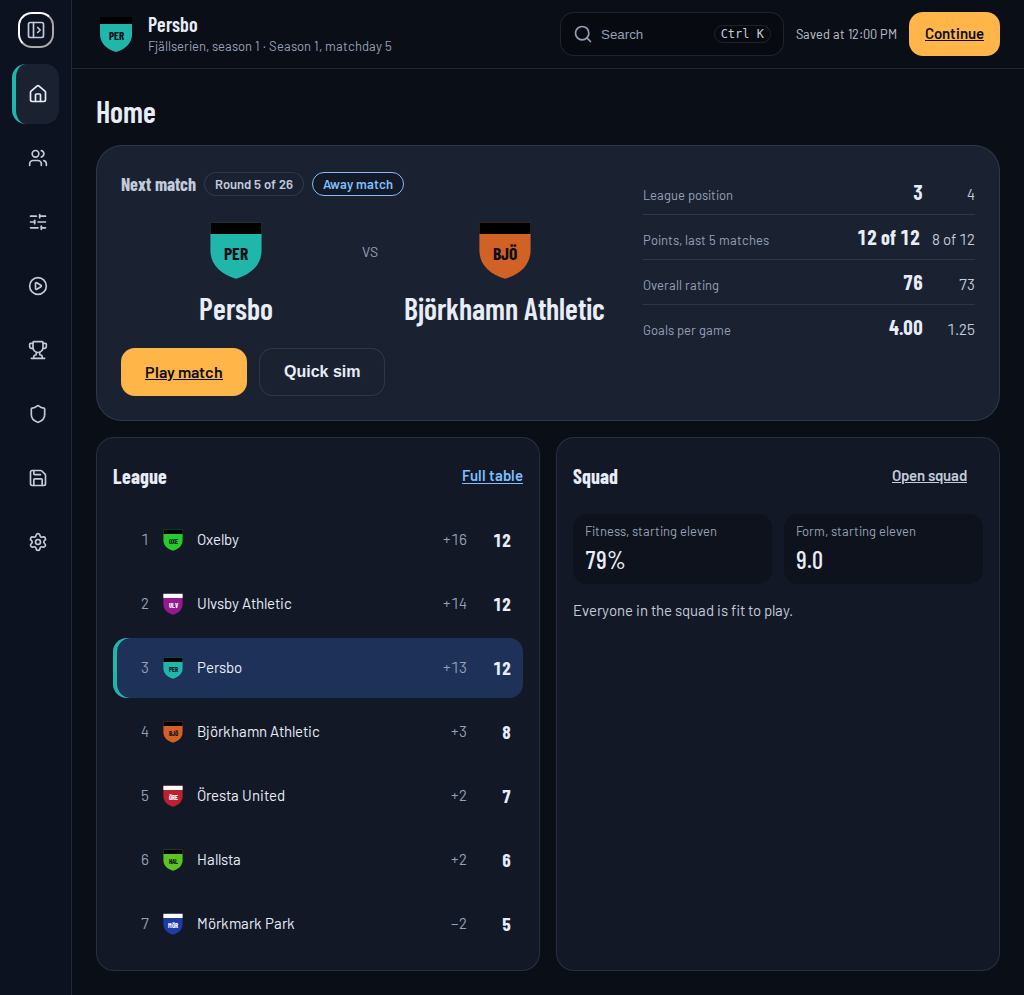 PER
Persbo
Fjällserien, season 1 · Season 1, matchday 5
Search
Ctrl K
Saved at 12:00 PM
Continue
Home
Next match
Round 5 of 26
Away match
PER
VS
BJÖ
Persbo
Björkhamn Athletic
Play match
Quick sim
League position 3 4
Points, last 5 matches 12 of 12 8 of 12
Overall rating 76 73
Goals per game 4.00 1.25
League
Full table
1 OXE Oxelby +16 12
2 ULV Ulvsby Athletic +14 12
3 PER Persbo +13 12
4 BJÖ Björkhamn Athletic +3 8
5 ÖRE Öresta United +2 7
6 HAL Hallsta +2 6
7 MÖR Mörkmark Park −2 5
Squad
Open squad
Fitness, starting eleven
79%
Form, starting eleven
9.0
Everyone in the squad is fit to play.